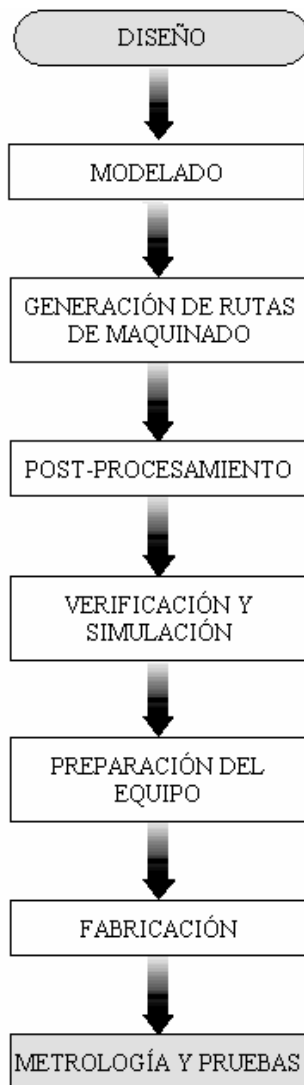 DISEÑO
MODELADO
GENERACIÓN DE RUTAS
DE MAQUINADO
POST-PROCESAMIENTO
VERIFICACIÓN Y
SIMULACIÓN
PREPARACIÓN DEL
EQUIPO
FABRICACIÓN
METROLOGÍA Y PRUEBAS